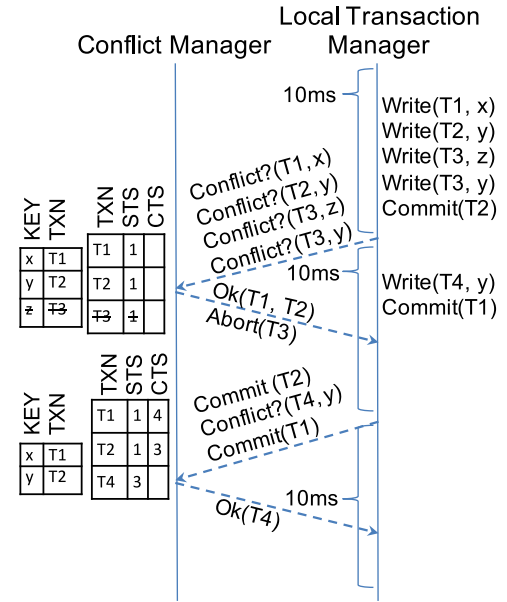 Conflict Manager
Local Transaction
Manager
10ms
Write(T1, x)
Write(T2, y)
Write(T3, z)
Write(T3, y)
Commit(T2)
Conflict?(T1,x)
Conflict?(T2,y)
Conflict?(T3,z)
Conflict?(T3,y)
KEY TXN
x T1
y T2
z T3
TXN STS CTS
T1 1
T2 1
T3 1
10ms
Write(T4, y)
Commit(T1)
Ok(T1, T2)
Abort(T3)
Commit (T2)
Conflict?(T4,y)
Commit(T1)
KEY TXN
x T1
y T2
TXN STS CTS
T1 1 4
T2 1 3
T4 3
10ms
Ok(T4)